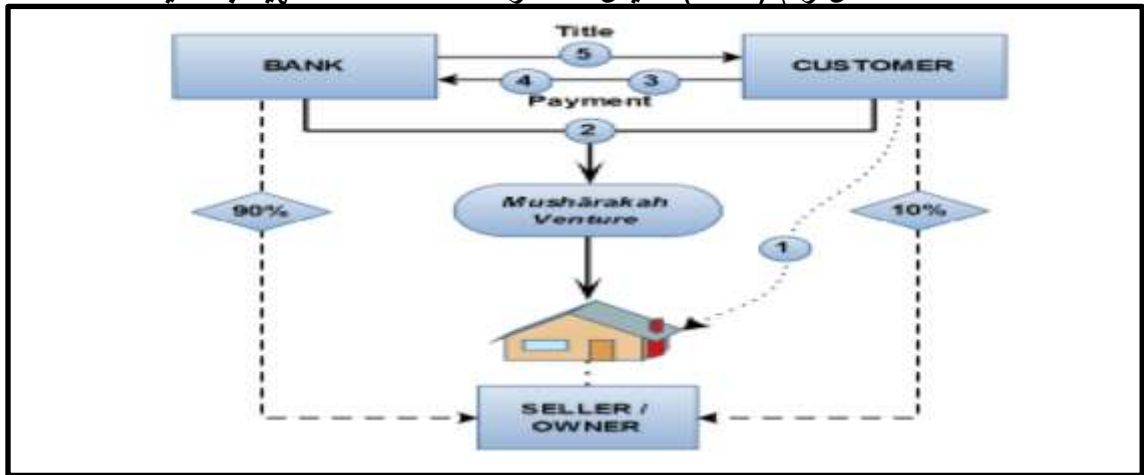 Title
5
BANK
CUSTOMER
4
3
Payment
2
90%
Mushārakah
Venture
10%
1
SELLER /
OWNER